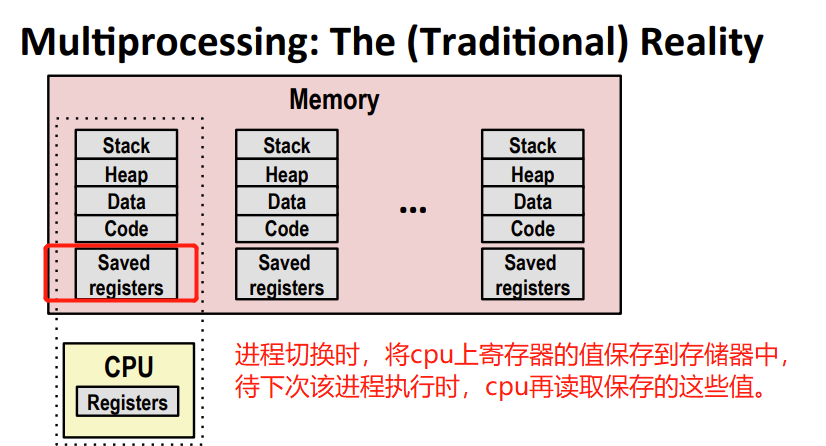 Multiprocessing: The (Traditional) Reality
Memory
Stack
Heap
Data
Code
Saved
registers
Stack
Heap
Data
Code
Saved
registers
...
Stack
Heap
Data
Code
Saved
registers
CPU
Registers
进程切换时，将cpu上寄存器的值保存到存储器中，
待下次该进程执行时，cpu再读取保存的这些值。